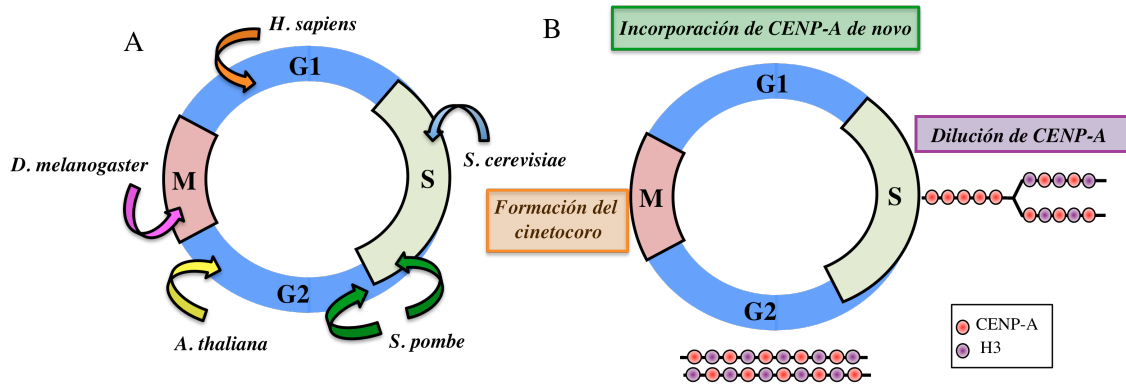 A
H. sapiens
G1
D. melanogaster
M
S
S. cerevisiae
G2
A. thaliana
S. pombe
B
Incorporación de CENP-A de novo
G1
Dilución de CENP-A
M
S
Formación del
cinetocoro
G2
CENP-A
H3